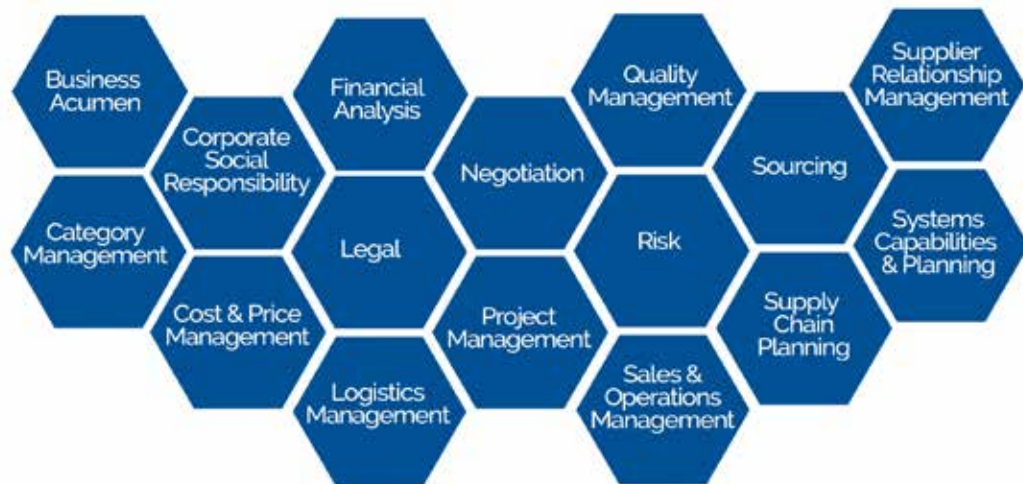 Business
Acumen
Category
Management
Corporate
Social
Responsibility
Cost & Price
Management
Financial
Analysis
Legal
Logistics
Management
Negotiation
Project
Management
Quality
Management
Risk
Sales &
Operations
Management
Sourcing
Supply
Chain
Planning
Supplier
Relationship
Management
Systems
Capabilities
& Planning